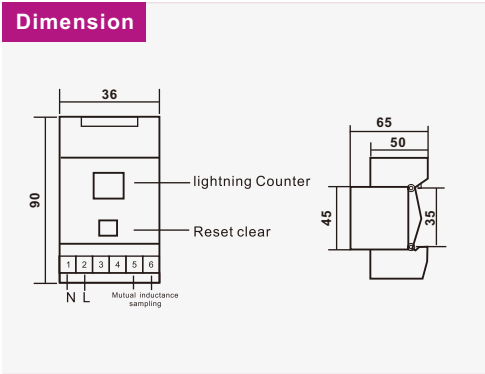 Dimension
36
90
lightning Counter
Reset clear
1 2 3 4 5 6
N L
Mutual inductance
sampling
65
50
45
35